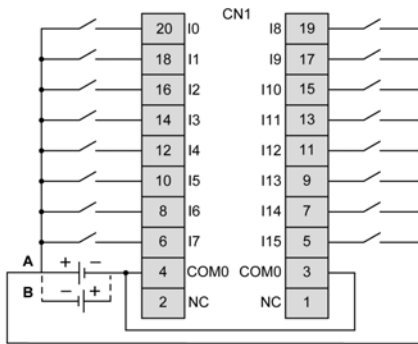 CN1
20 I0 I8 19
18 I1 I9 17
16 I2 I10 15
14 I3 I11 13
12 I4 I12 11
10 I5 I13 9
8 I6 I14 7
6 I7 I15 5
A + − 4 COM0 COM0 3
B − + 2 NC NC 1